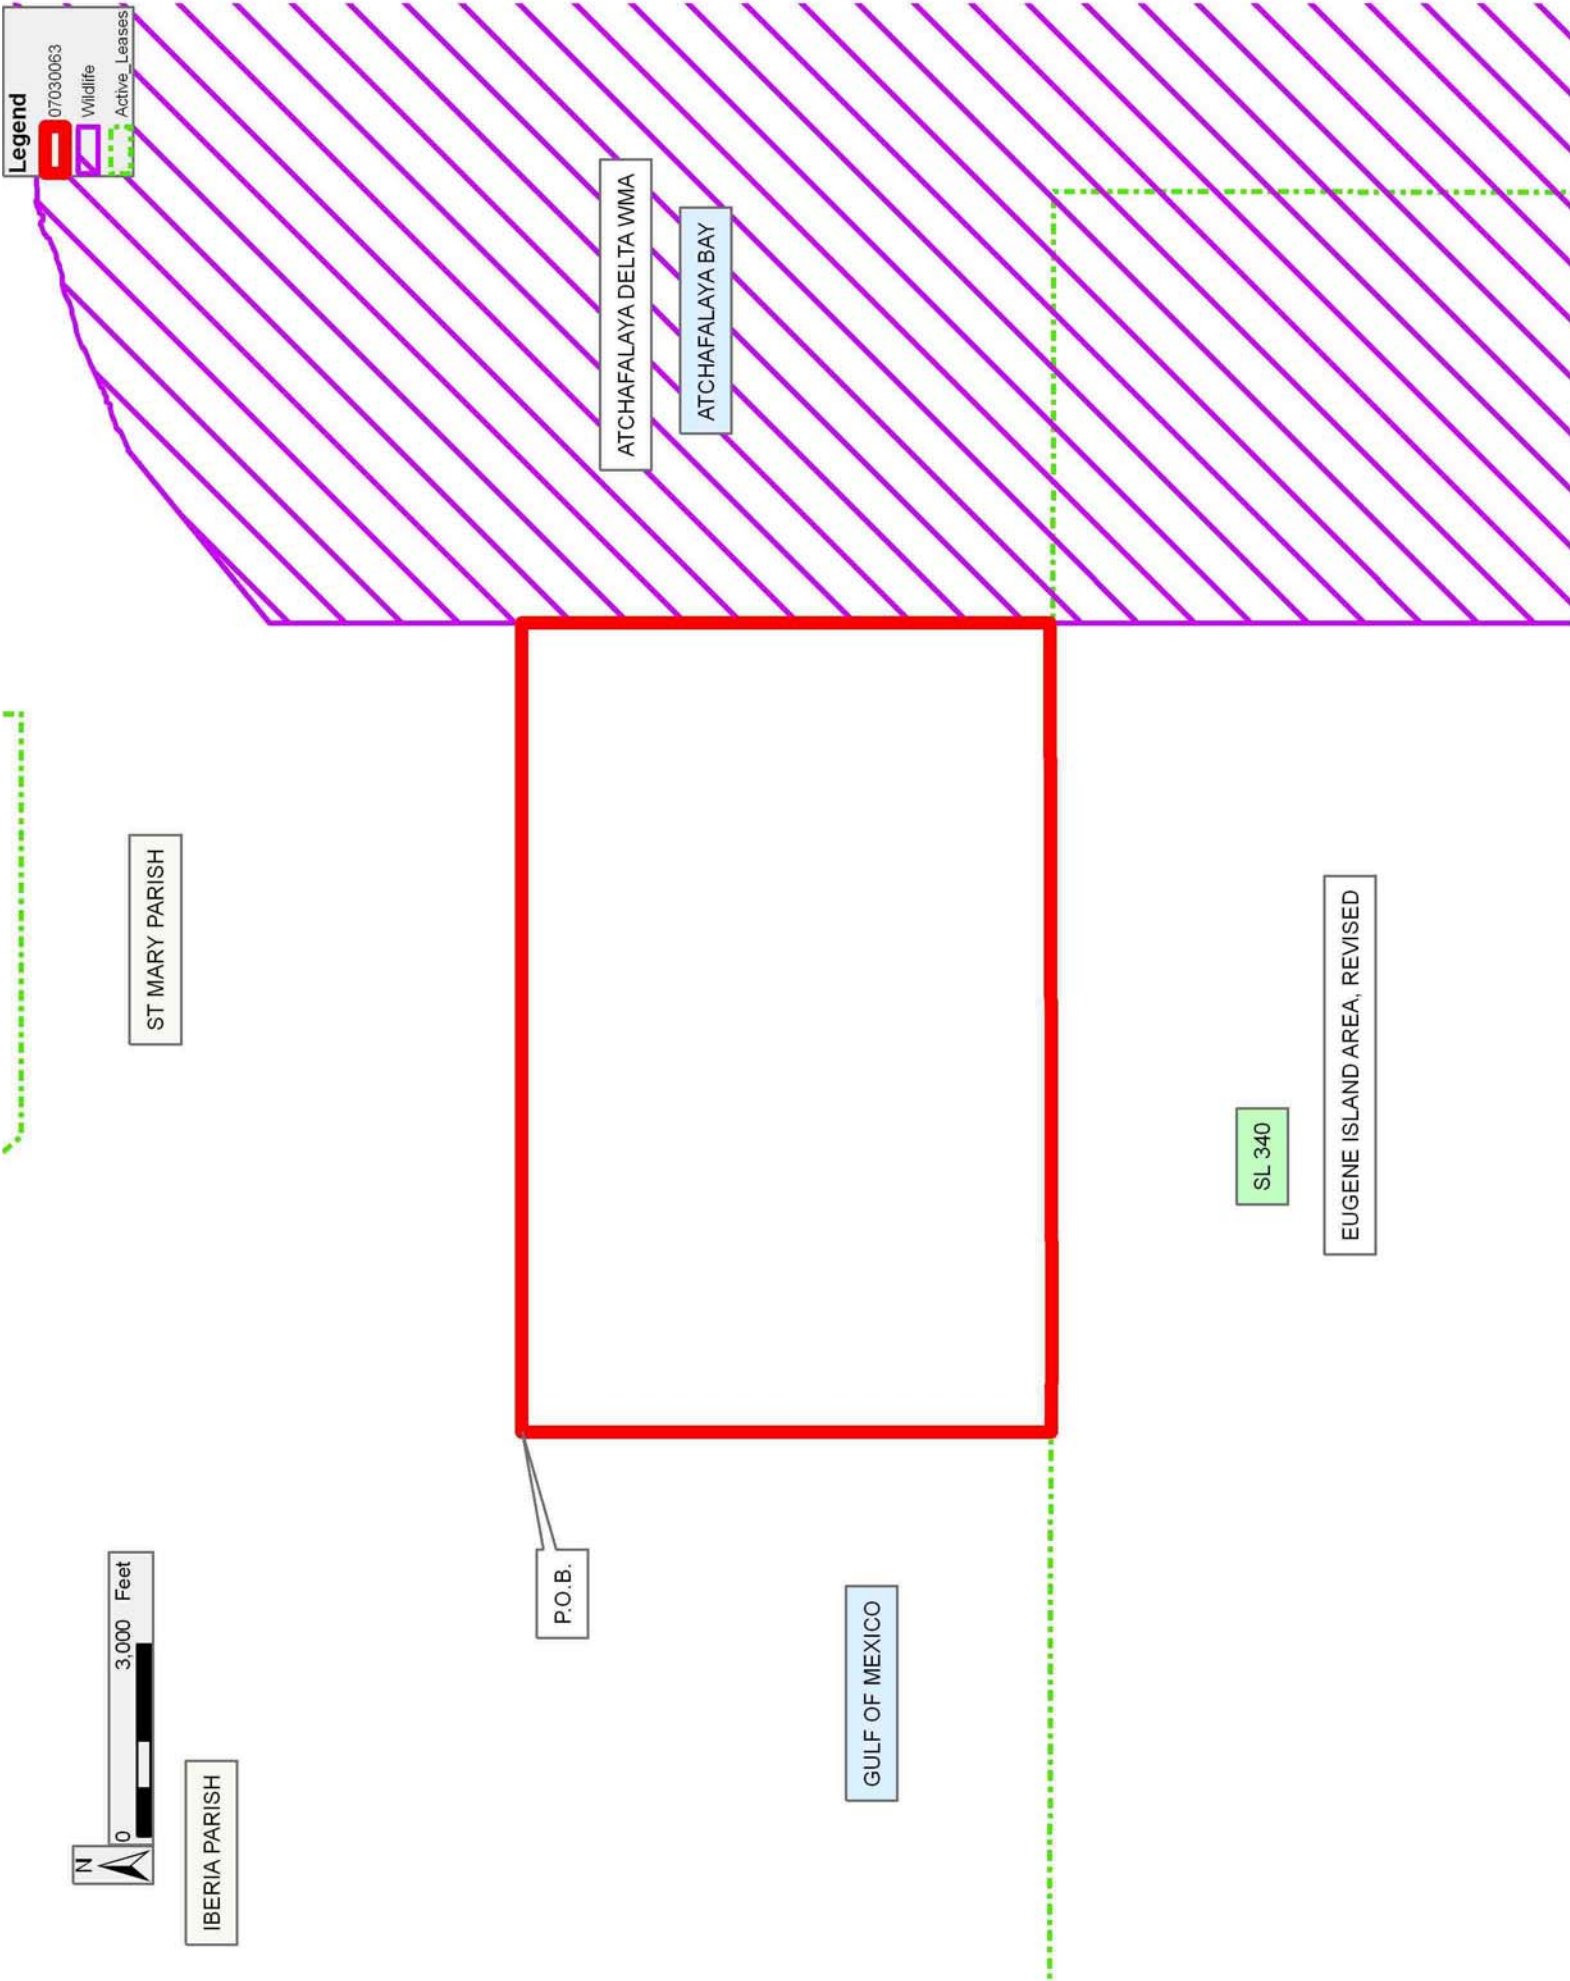 N
0
3,000
Feet
IBERIA PARISH
ST MARY PARISH
Legend
07030063
Wildlife
Active_Leases
P.O.B.
ATCHAFALAYA DELTA WMA
ATCHAFALAYA BAY
GULF OF MEXICO
SL 340
EUGENE ISLAND AREA, REVISED